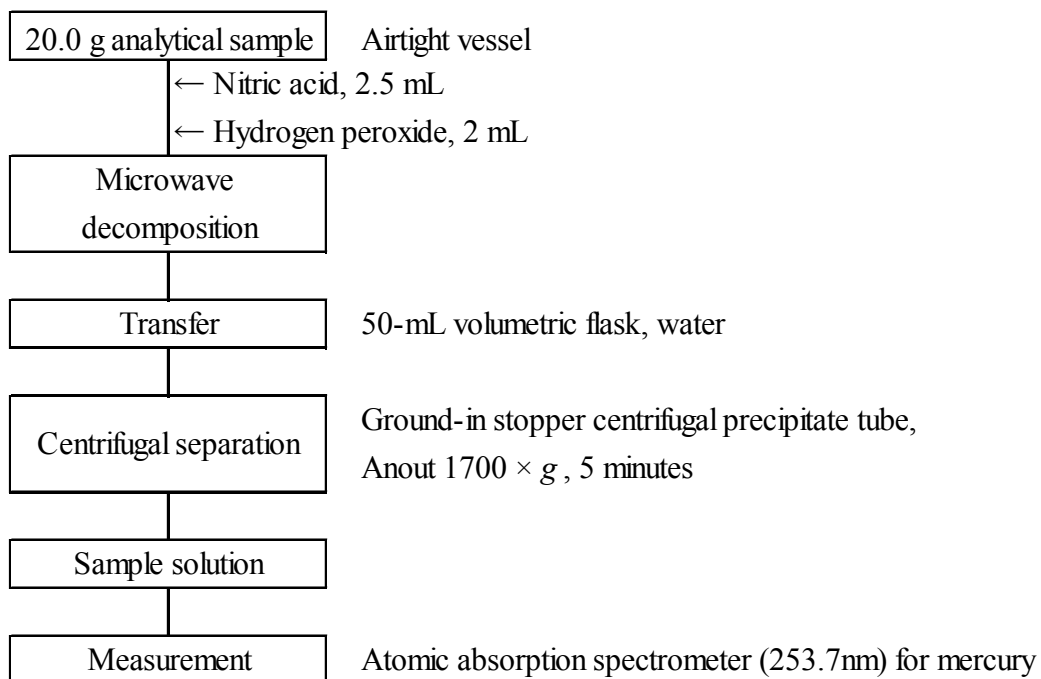 20.0 g analytical sample Airtight vessel
← Nitric acid, 2.5 mL
← Hydrogen peroxide, 2 mL
Microwave
decomposition
Transfer 50-mL volumetric flask, water
Centrifugal separation
Ground-in stopper centrifugal precipitate tube,
Anout 1700 × g , 5 minutes
Sample solution
Measurement Atomic absorption spectrometer (253.7nm) for mercury